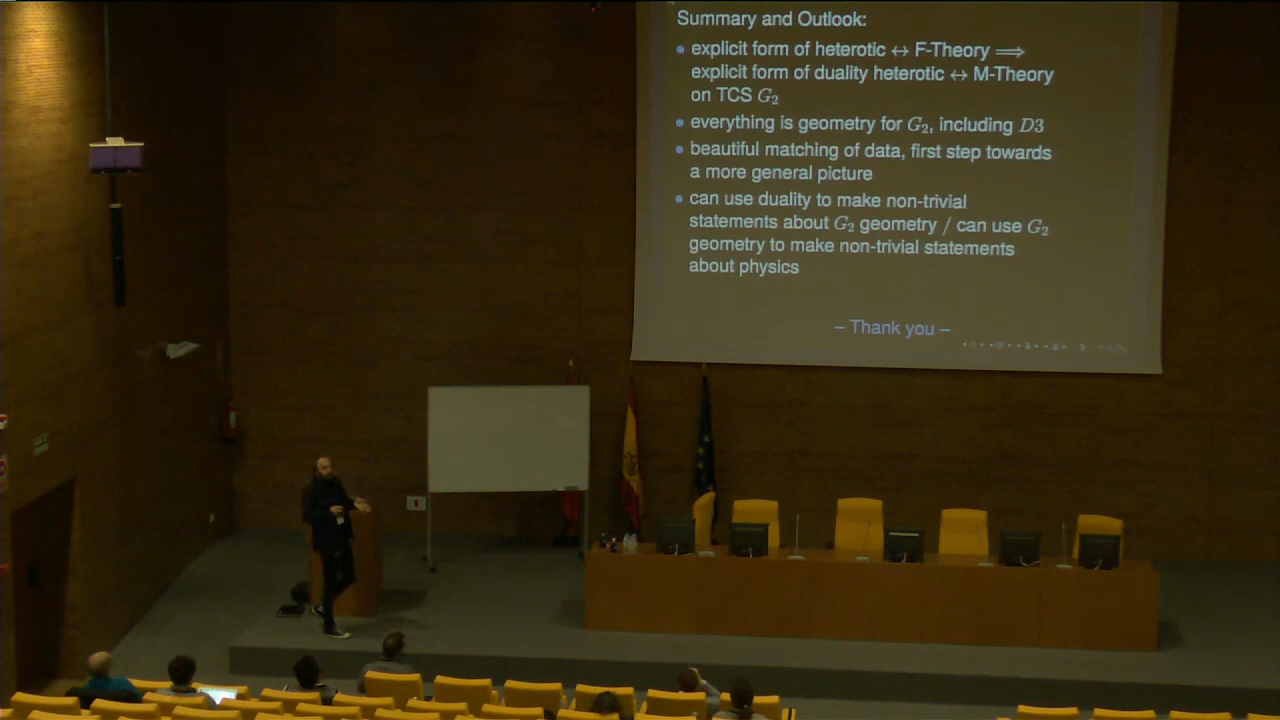 Summary and Outlook:
• explicit form of heterotic ↔ F-Theory ⟹
explicit form of duality heterotic ↔ M-Theory
on TCS G₂
• everything is geometry for G₂, including D3
• beautiful matching of data, first step towards
a more general picture
• can use duality to make non-trivial
statements about G₂ geometry / can use G₂
geometry to make non-trivial statements
about physics
– Thank you –